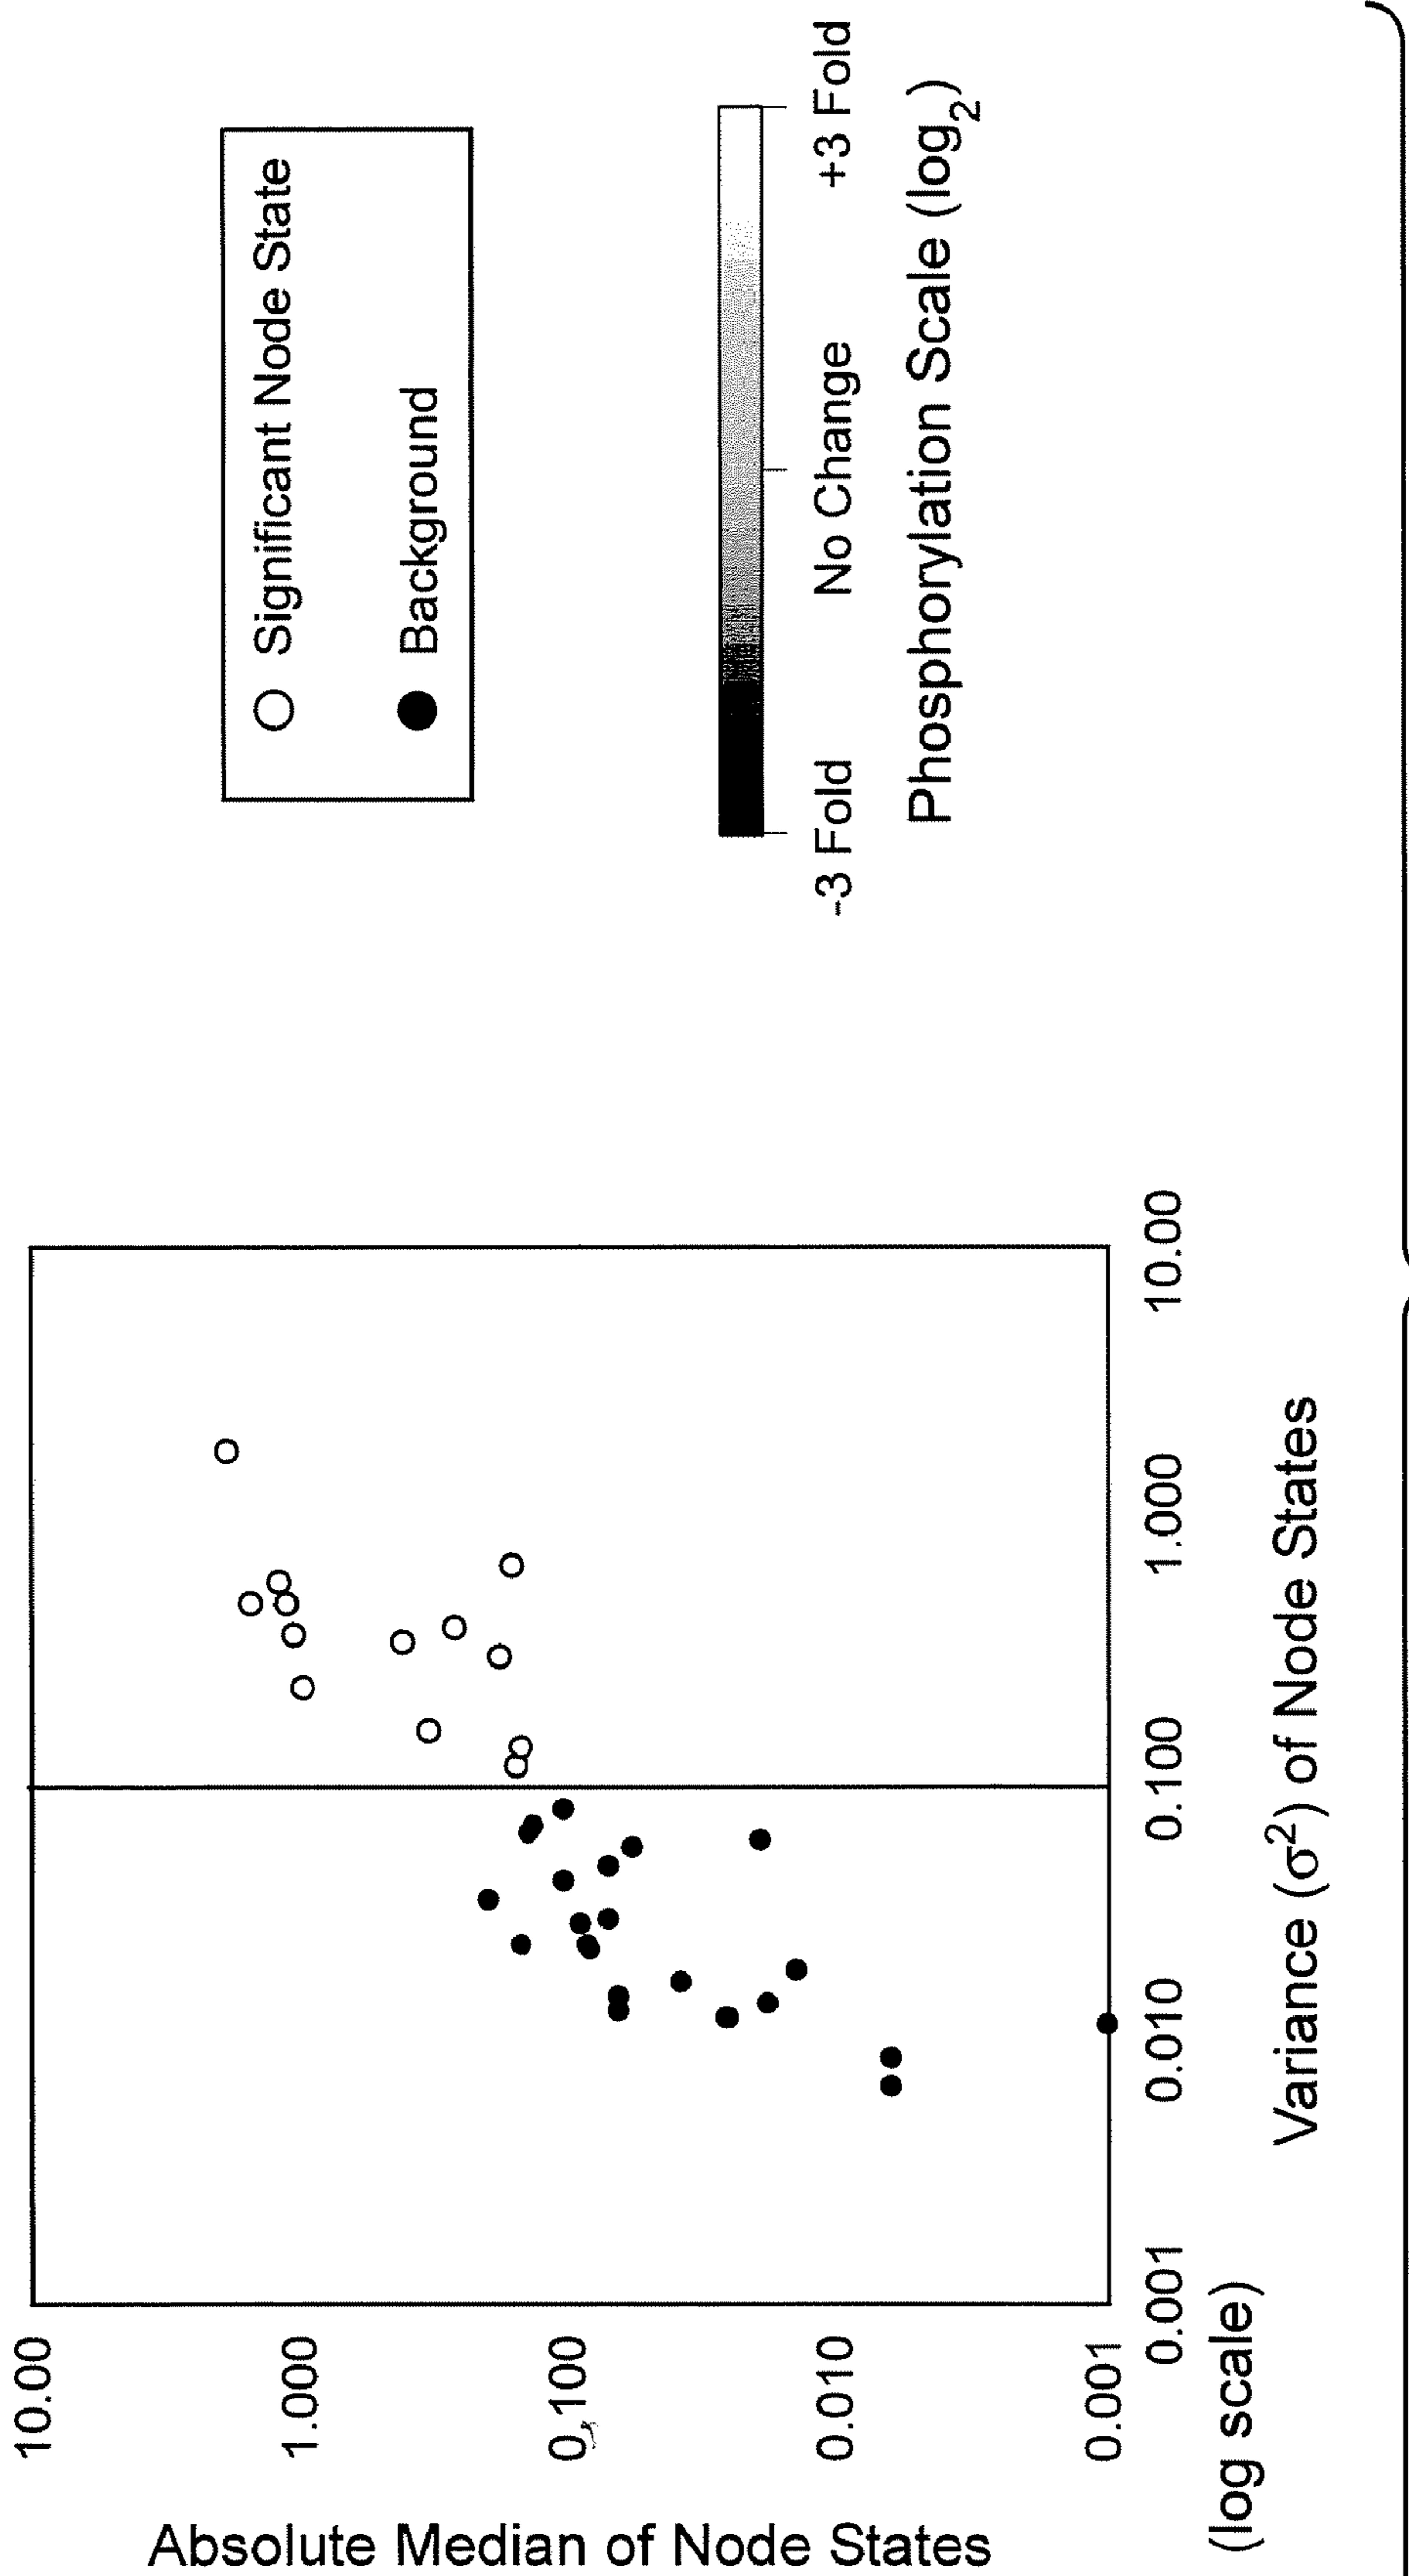 Absolute Median of Node States
10.00
1.000
0.100
0.010
0.001
(log scale)
0.001
0.010
0.100
1.000
10.00
Variance (σ²) of Node States
Significant Node State
Background
-3 Fold
No Change
+3 Fold
Phosphorylation Scale (log₂)